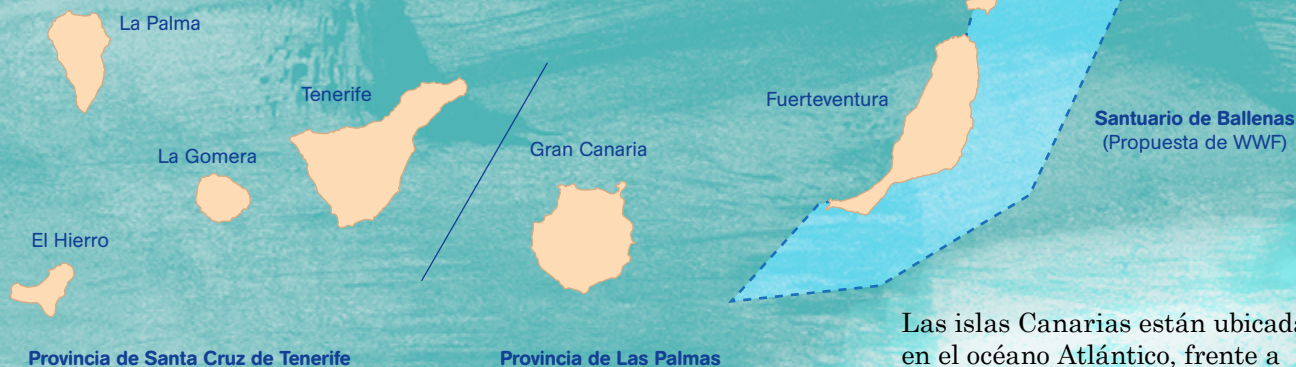 La Palma
Tenerife
Fuerteventura
Santuario de Ballenas
(Propuesta de WWF)
La Gomera
Gran Canaria
El Hierro
Provincia de Santa Cruz de Tenerife
Provincia de Las Palmas
Las islas Canarias están ubicada
en el océano Atlántico, frente a